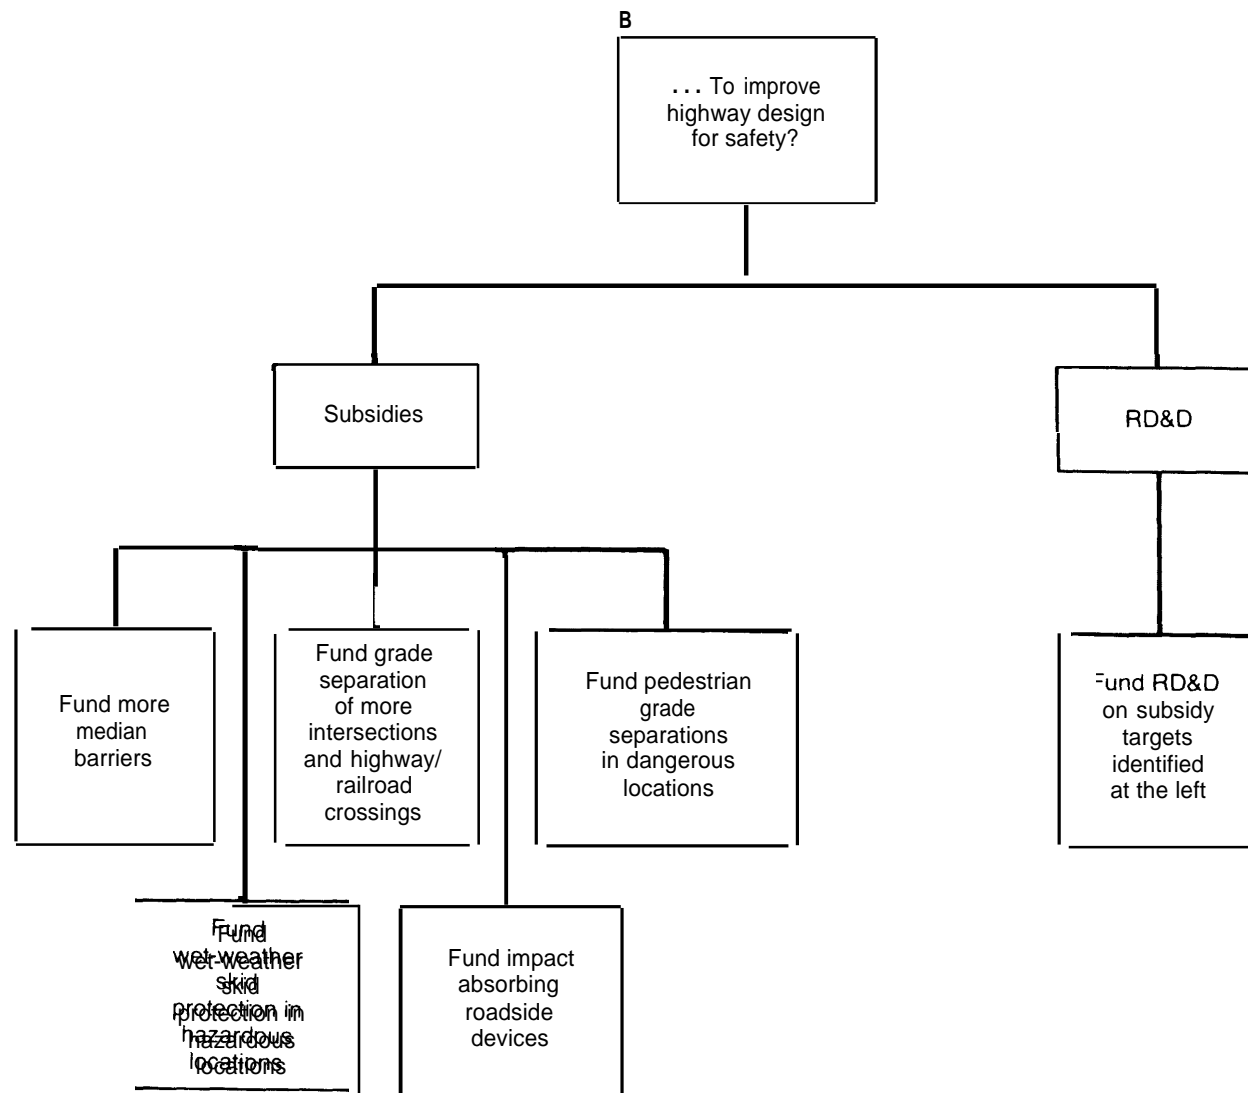 B
... To improve
highway design
for safety?
Subsidies
RD&D
Fund more
median
barriers
Fund grade
separation
of more
intersections
and highway/
railroad
crossings
Fund pedestrian
grade
separations
in dangerous
locations
Fund RD&D
on subsidy
targets
identified
at the left
Fund
wet-weather
skid
protection in
hazardous
locations
Fund impact
absorbing
roadside
devices